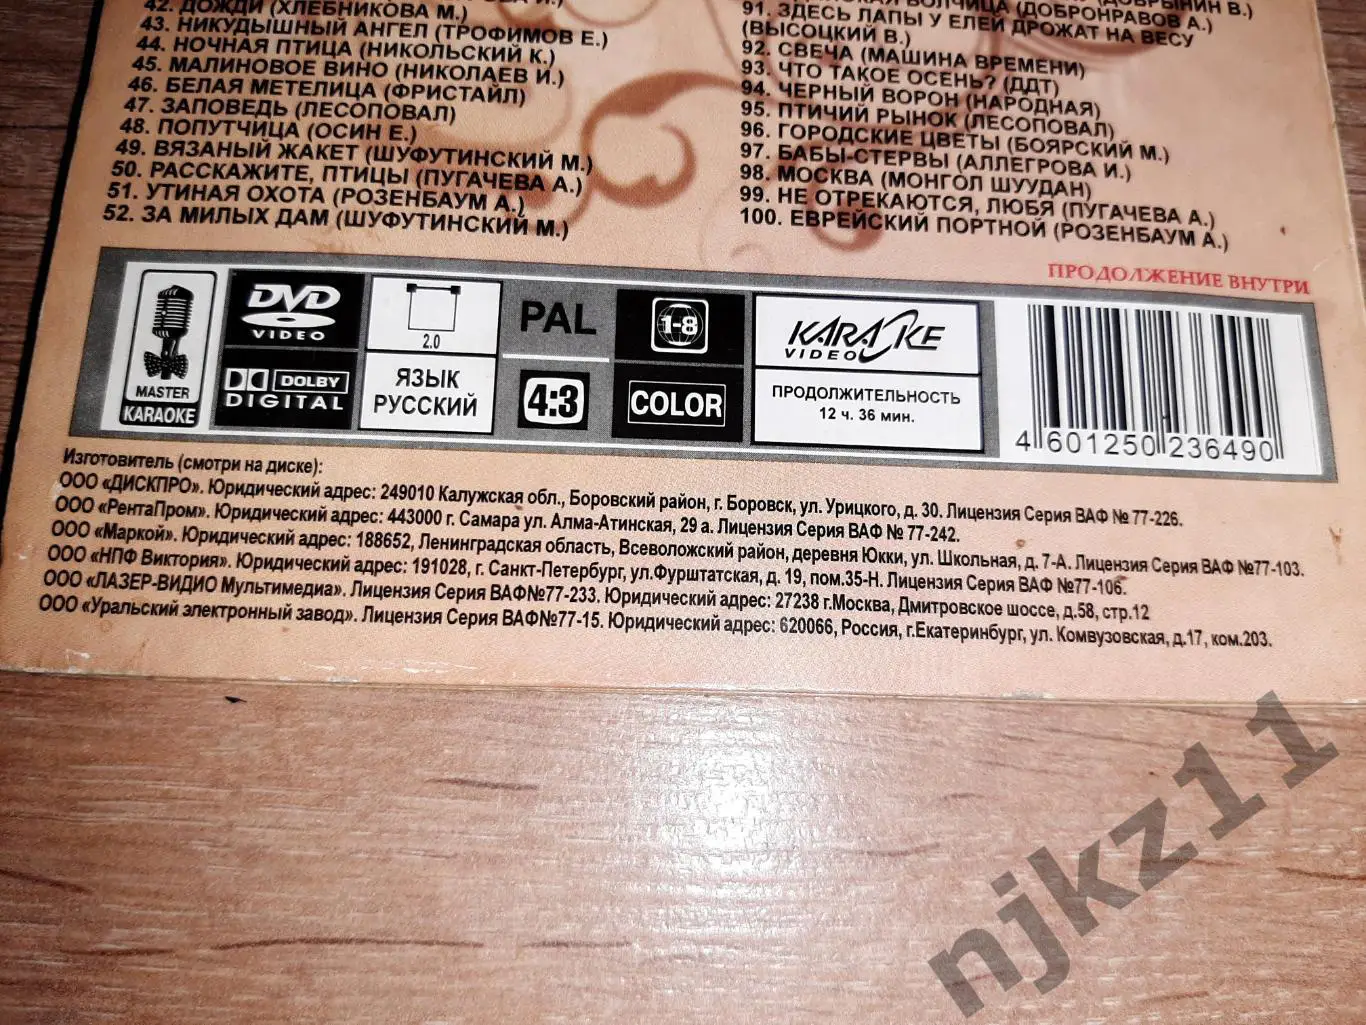 42. ДОЖДИ (ХЛЕБНИКОВА М.)
43. НИКУДЫШНЫЙ АНГЕЛ (ТРОФИМОВ Е.)
44. НОЧНАЯ ПТИЦА (НИКОЛЬСКИЙ К.)
45. МАЛИНОВОЕ ВИНО (НИКОЛАЕВ И.)
46. БЕЛАЯ МЕТЕЛИЦА (ФРИСТАЙЛ)
47. ЗАПОВЕДЬ (ЛЕСОПОВАЛ)
48. ПОПУТЧИЦА (ОСИН Е.)
49. ВЯЗАНЫЙ ЖАКЕТ (ШУФУТИНСКИЙ М.)
50. РАССКАЖИТЕ, ПТИЦЫ (ПУГАЧЕВА А.)
51. УТИНАЯ ОХОТА (РОЗЕНБАУМ А.)
52. ЗА МИЛЫХ ДАМ (ШУФУТИНСКИЙ М.)
(ДОБРЫНИН В.)
ВОЛЧИЦА (ДОБРОНРАВОВ А.)
91. ЗДЕСЬ ЛАПЫ У ЕЛЕЙ ДРОЖАТ НА ВЕСУ
(ВЫСОЦКИЙ В.)
92. СВЕЧА (МАШИНА ВРЕМЕНИ)
93. ЧТО ТАКОЕ ОСЕНЬ? (ДДТ)
94. ЧЕРНЫЙ ВОРОН (НАРОДНАЯ)
95. ПТИЧИЙ РЫНОК (ЛЕСОПОВАЛ)
96. ГОРОДСКИЕ ЦВЕТЫ (БОЯРСКИЙ М.)
97. БАБЫ-СТЕРВЫ (АЛЛЕГРОВА И.)
98. МОСКВА (МОНГОЛ ШУУДАН)
99. НЕ ОТРЕКАЮТСЯ, ЛЮБЯ (ПУГАЧЕВА А.)
100. ЕВРЕЙСКИЙ ПОРТНОЙ (РОЗЕНБАУМ А.)
ПРОДОЛЖЕНИЕ ВНУТРИ
MASTER
KARAOKE
DVD
VIDEO
DOLBY
DIGITAL
2.0
ЯЗЫК
РУССКИЙ
PAL
4:3
1-8
COLOR
KARAOKE
VIDEO
ПРОДОЛЖИТЕЛЬНОСТЬ
12 ч. 36 мин.
4 601250 236490
Изготовитель (смотри на диске):
ООО «ДИСКПРО». Юридический адрес: 249010 Калужская обл., Боровский район, г. Боровск, ул. Урицкого, д. 30. Лицензия Серия ВАФ № 77-226.
ООО «РентаПром». Юридический адрес: 443000 г. Самара ул. Алма-Атинская, 29 а. Лицензия Серия ВАФ № 77-242.
ООО «Маркой». Юридический адрес: 188652, Ленинградская область, Всеволожский район, деревня Юкки, ул. Школьная, д. 7-А. Лицензия Серия ВАФ №77-103.
ООО «НПФ Виктория». Юридический адрес: 191028, г. Санкт-Петербург, ул.Фурштатская, д. 19, пом.35-Н. Лицензия Серия ВАФ №77-106.
ООО «ЛАЗЕР-ВИДИО Мультимедиа». Лицензия Серия ВАФ№77-233. Юридический адрес: 27238 г.Москва, Дмитровское шоссе, д.58, стр.12
ООО «Уральский электронный завод». Лицензия Серия ВАФ№77-15. Юридический адрес: 620066, Россия, г.Екатеринбург, ул. Комвузовская, д.17, ком.203.
njkz11